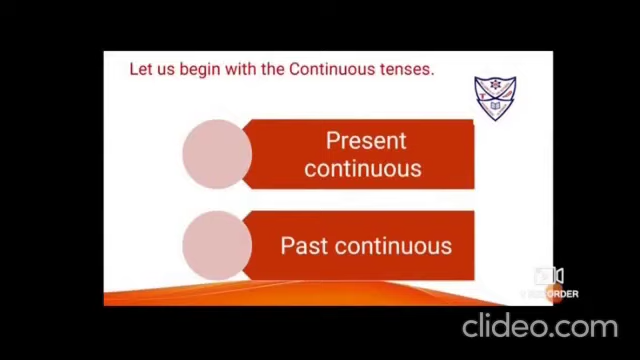 Let us begin with the Continuous tenses.
Present
continuous
Past continuous
clideo.com